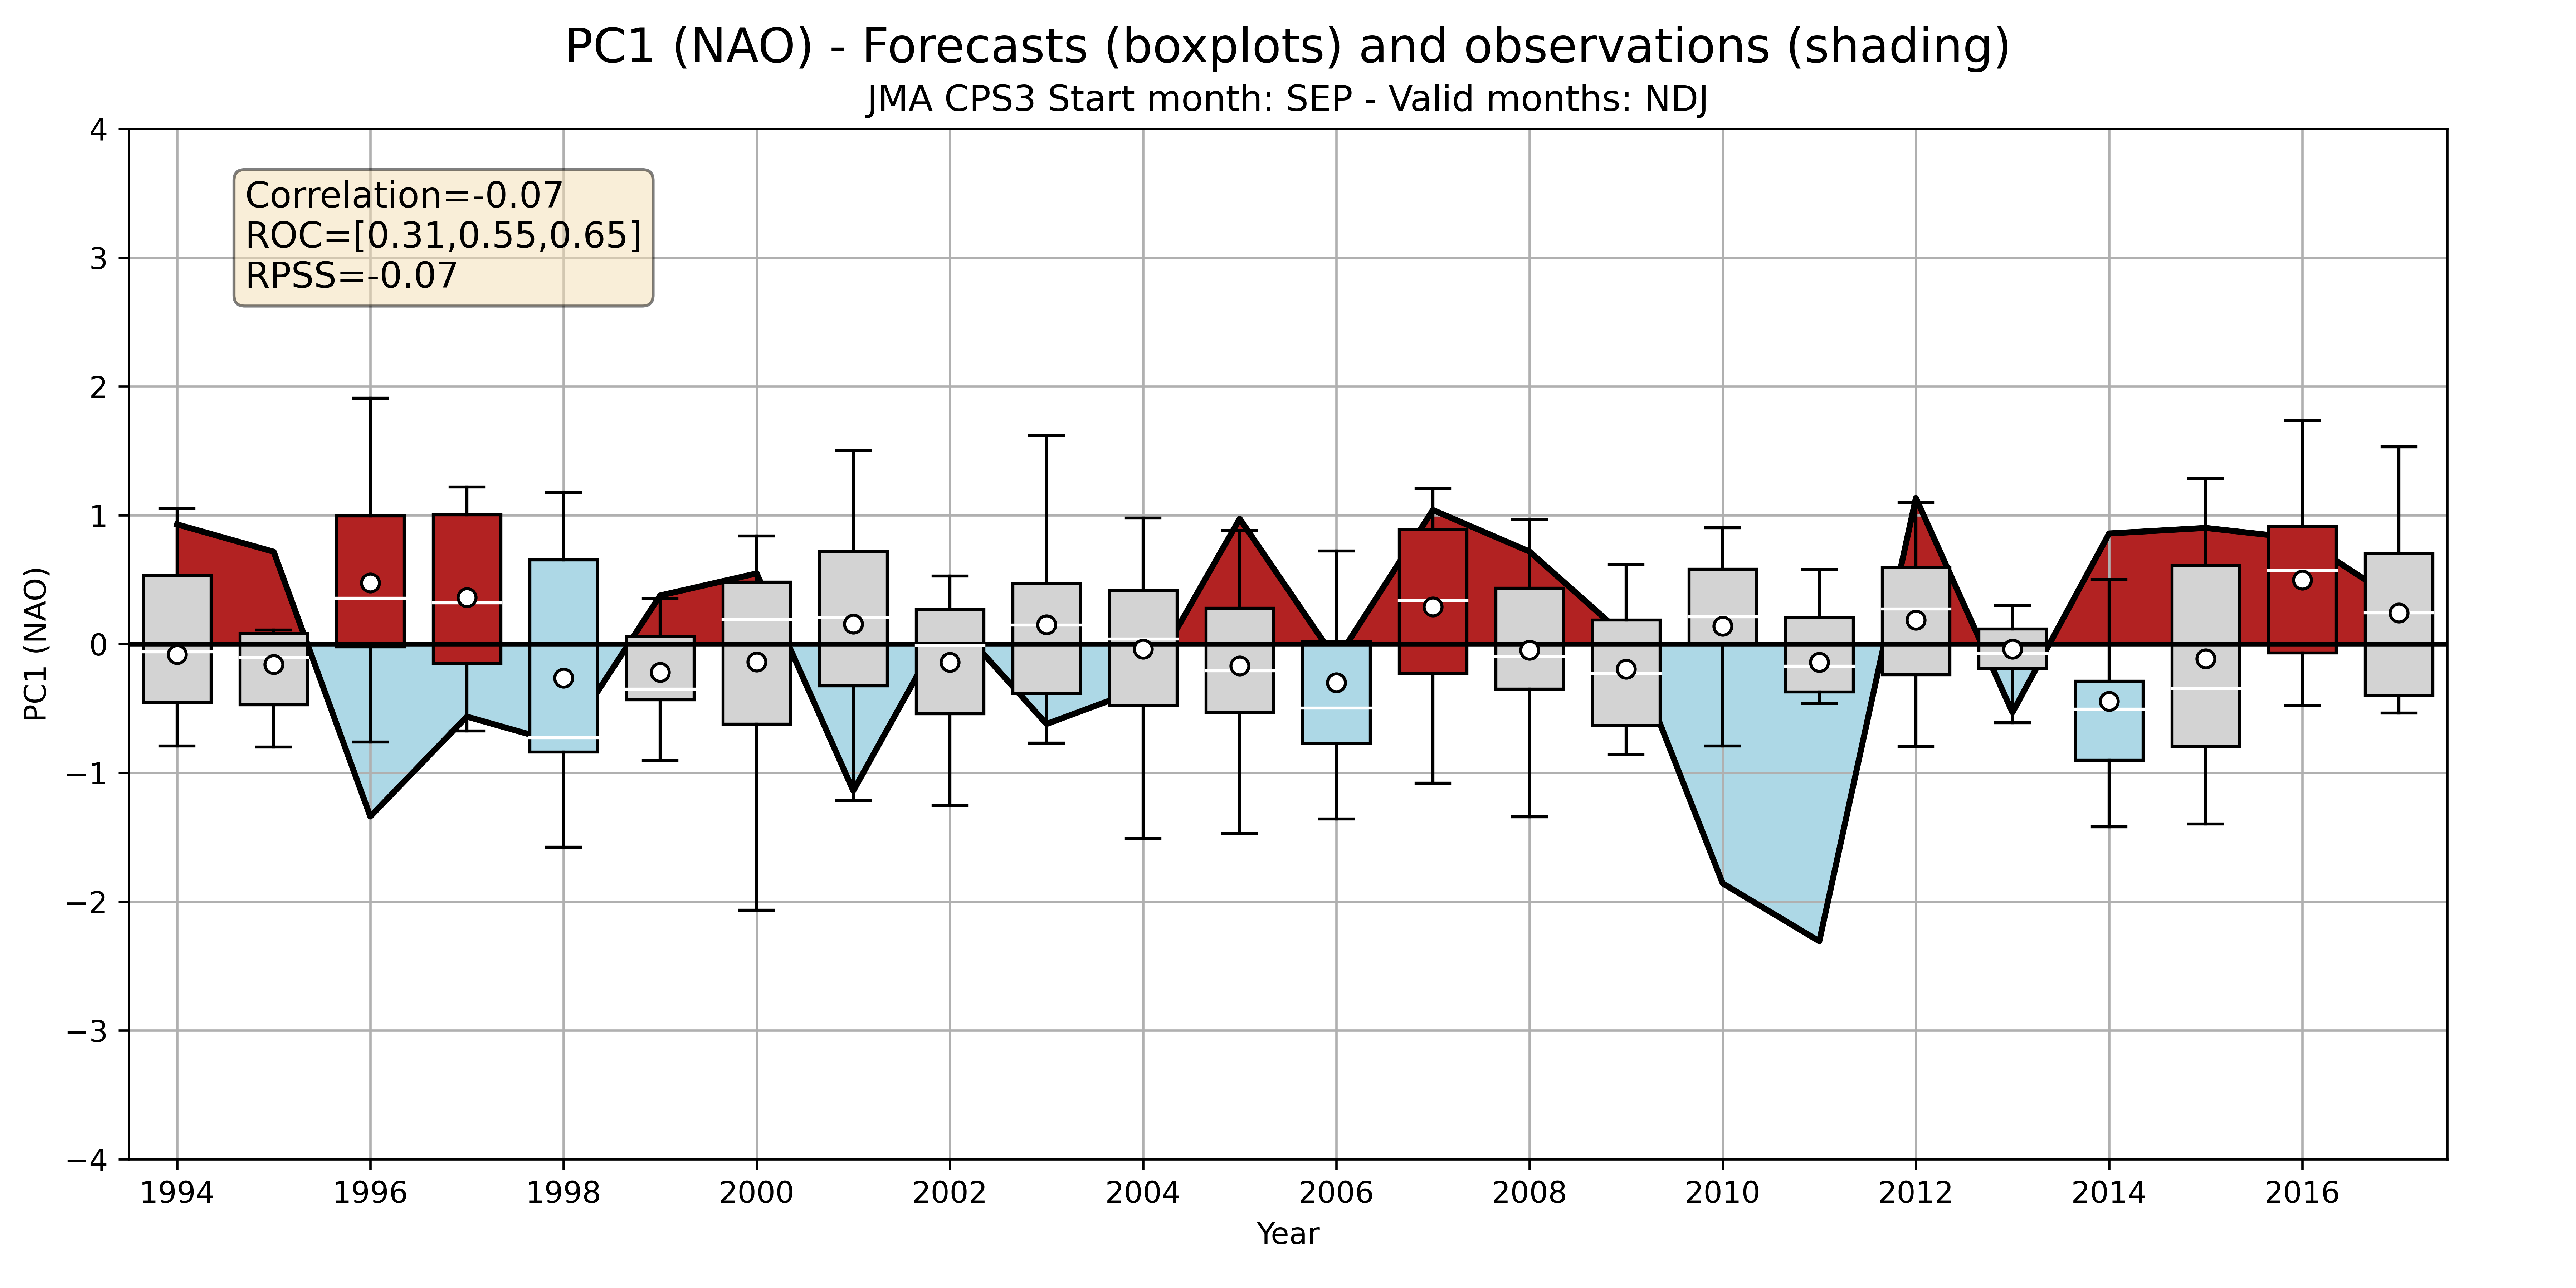 PC1 (NAO) - Forecasts (boxplots) and observations (shading)
JMA CPS3 Start month: SEP - Valid months: NDJ
Correlation=-0.07
ROC=[0.31,0.55,0.65]
RPSS=-0.07
PC1 (NAO)
4
3
2
1
0
−1
−2
−3
−4
1994 1996 1998 2000 2002 2004 2006 2008 2010 2012 2014 2016
Year